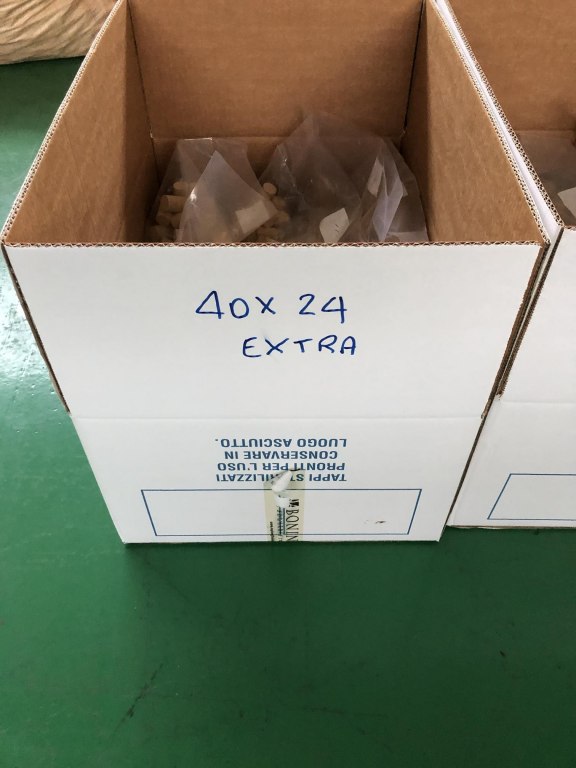 40X 24
EXTRA
TAPPI STERILIZZATI
PRONTI PER L'USO
CONSERVARE IN
LUOGO ASCIUTTO.